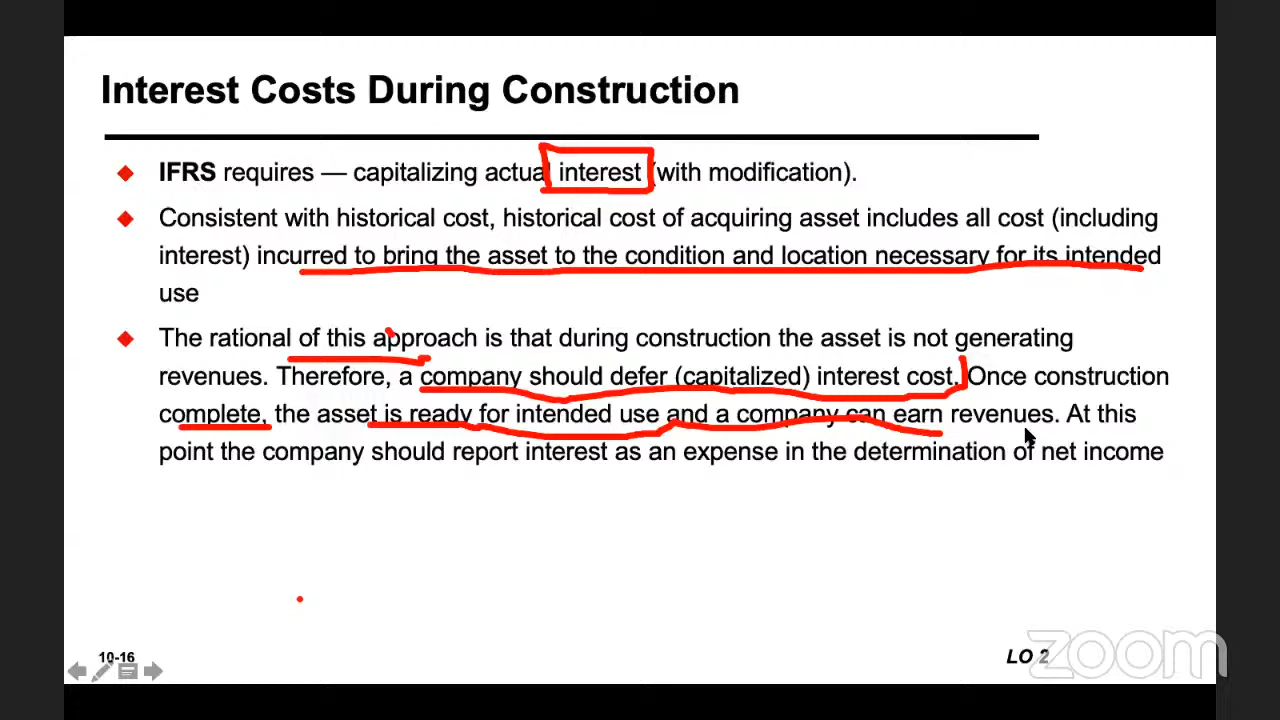 Interest Costs During Construction
IFRS requires — capitalizing actual interest (with modification).
Consistent with historical cost, historical cost of acquiring asset includes all cost (including
interest) incurred to bring the asset to the condition and location necessary for its intended
use
The rational of this approach is that during construction the asset is not generating
revenues. Therefore, a company should defer (capitalized) interest cost. Once construction
complete, the asset is ready for intended use and a company can earn revenues. At this
point the company should report interest as an expense in the determination of net income
10-16
LO 2
zoom